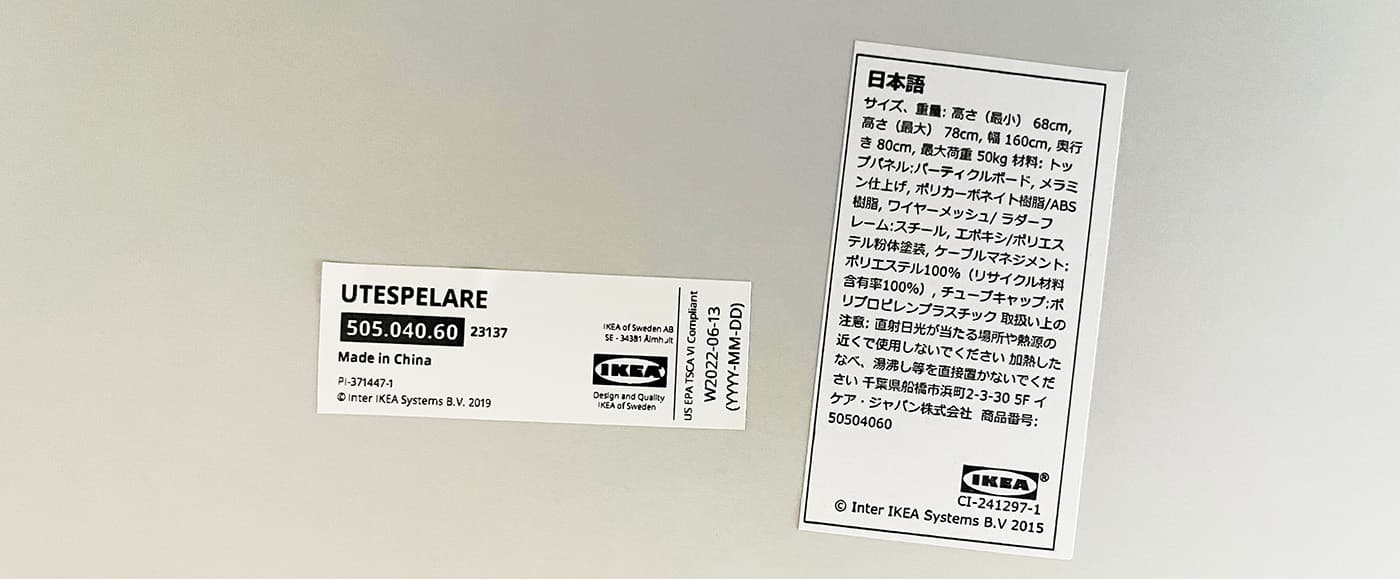 UTESPELARE
505.040.60 23137
Made in China
PI-371447-1
© Inter IKEA Systems B.V. 2019
IKEA of Sweden AB
SE - 34381 Älmhult
IKEA
Design and Quality
IKEA of Sweden
US EPA TSCA VI Compliant
W2022-06-13
(YYYY-MM-DD)
日本語
サイズ、重量: 高さ（最小） 68cm,
高さ（最大） 78cm, 幅 160cm, 奥行
き 80cm, 最大荷重 50kg 材料: トッ
プパネル:パーティクルボード, メラミ
ン仕上げ, ポリカーボネイト樹脂/ABS
樹脂, ワイヤーメッシュ/ ラダーフ
レーム:スチール, エポキシ/ポリエス
テル粉体塗装, ケーブルマネジメント:
ポリエステル100%（リサイクル材料
含有率100%）, チューブキャップ:ポ
リプロピレンプラスチック 取扱い上の
注意: 直射日光が当たる場所や熱源の
近くで使用しないでください 加熱した
なべ、湯沸し等を直接置かないでくだ
さい 千葉県船橋市浜町2-3-30 5F イ
ケア・ジャパン株式会社 商品番号:
50504060
IKEA®
CI-241297-1
© Inter IKEA Systems B.V 2015